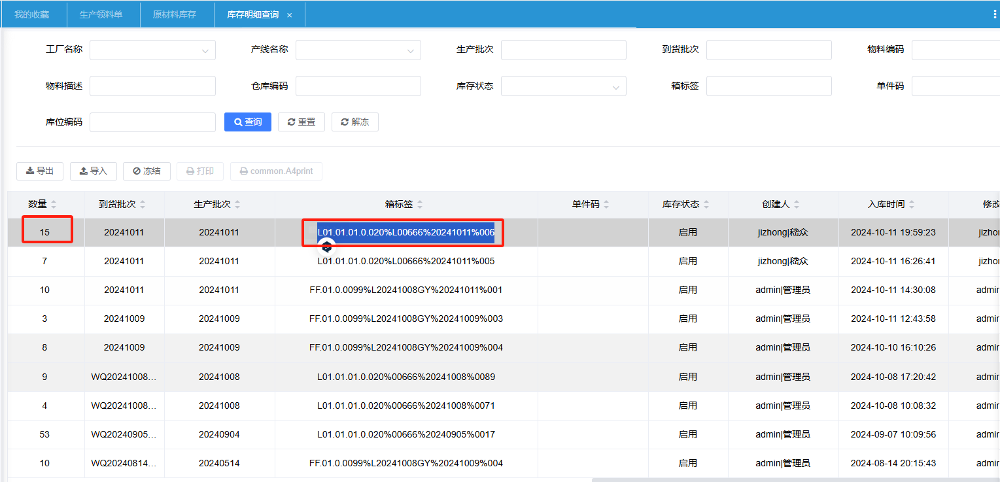 我的收藏 生产领料单 原材料库存 库存明细查询 ×
工厂名称 产线名称 生产批次 到货批次 物料编码
物料描述 仓库编码 库存状态 箱标签 单件码
库位编码 查询 重置 解冻
导出 导入 冻结 打印 common.A4print
数量 到货批次 生产批次 箱标签 单件码 库存状态 创建人 入库时间 修改
15 20241011 20241011 L01.01.01.0.020%L00666%20241011%006 启用 jizhong|嵇众 2024-10-11 19:59:23 jizho
7 20241011 20241011 L01.01.01.0.020%L00666%20241011%005 启用 jizhong|嵇众 2024-10-11 16:26:41 jizho
10 20241011 20241011 FF.01.0.0099%L20241008GY%20241011%001 启用 admin|管理员 2024-10-11 14:30:08 admin
3 20241009 20241009 FF.01.0.0099%L20241008GY%20241009%003 启用 admin|管理员 2024-10-11 12:43:58 admin
8 20241009 20241009 FF.01.0.0099%L20241008GY%20241009%004 启用 admin|管理员 2024-10-10 16:10:26 admin
9 WQ20241008... 20241008 L01.01.01.0.020%00666%20241008%0089 启用 admin|管理员 2024-10-08 17:20:42 admin
4 WQ20241008... 20241008 L01.01.01.0.020%00666%20241008%0071 启用 admin|管理员 2024-10-08 10:08:32 admin
53 WQ20240905... 20240904 L01.01.01.0.020%00666%20240905%0017 启用 admin|管理员 2024-09-07 10:09:56 admin
10 WQ20240814... 20240514 FF.01.0.0099%L20241008GY%20241009%004 启用 admin|管理员 2024-08-14 20:15:43 admin